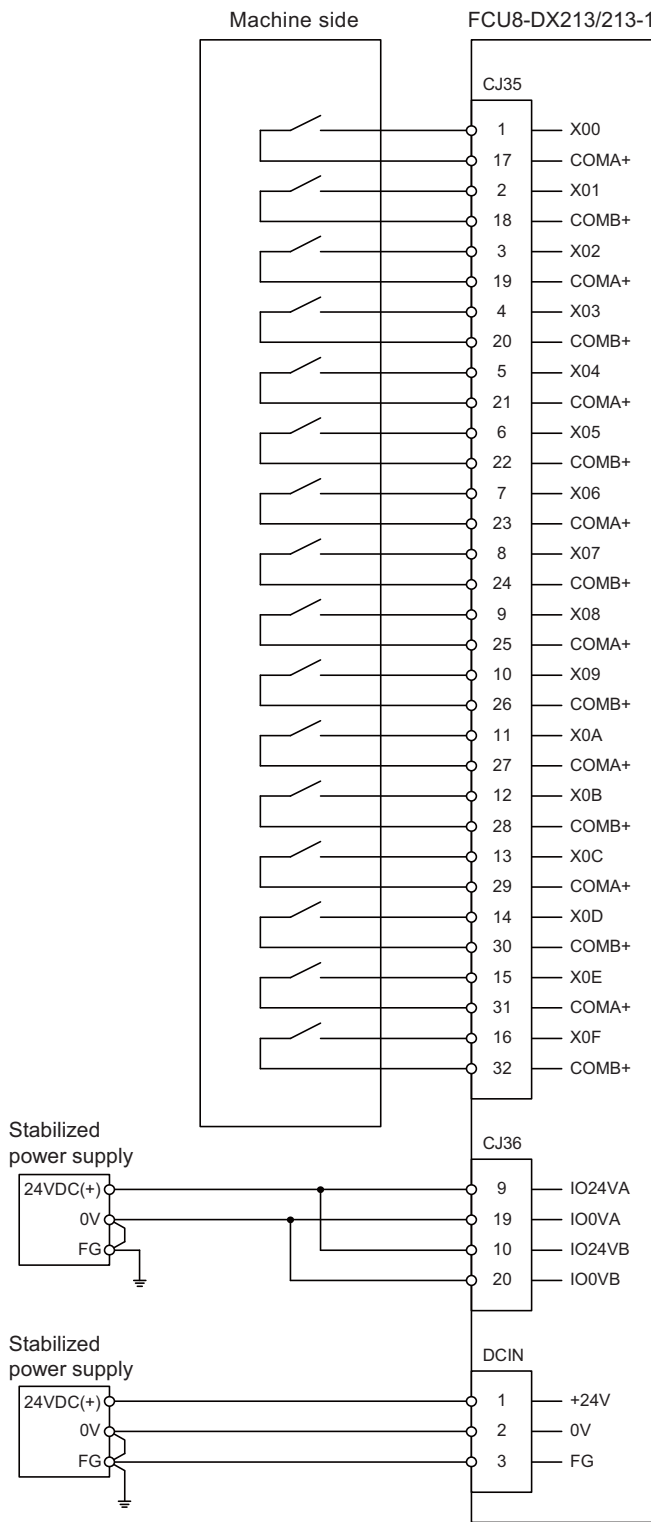 Machine side
FCU8-DX213/213-1
CJ35
1 X00
17 COMA+
2 X01
18 COMB+
3 X02
19 COMA+
4 X03
20 COMB+
5 X04
21 COMA+
6 X05
22 COMB+
7 X06
23 COMA+
8 X07
24 COMB+
9 X08
25 COMA+
10 X09
26 COMB+
11 X0A
27 COMA+
12 X0B
28 COMB+
13 X0C
29 COMA+
14 X0D
30 COMB+
15 X0E
31 COMA+
16 X0F
32 COMB+
Stabilized
power supply
24VDC(+)
0V
FG
CJ36
9 IO24VA
19 IO0VA
10 IO24VB
20 IO0VB
Stabilized
power supply
24VDC(+)
0V
FG
DCIN
1 +24V
2 0V
3 FG